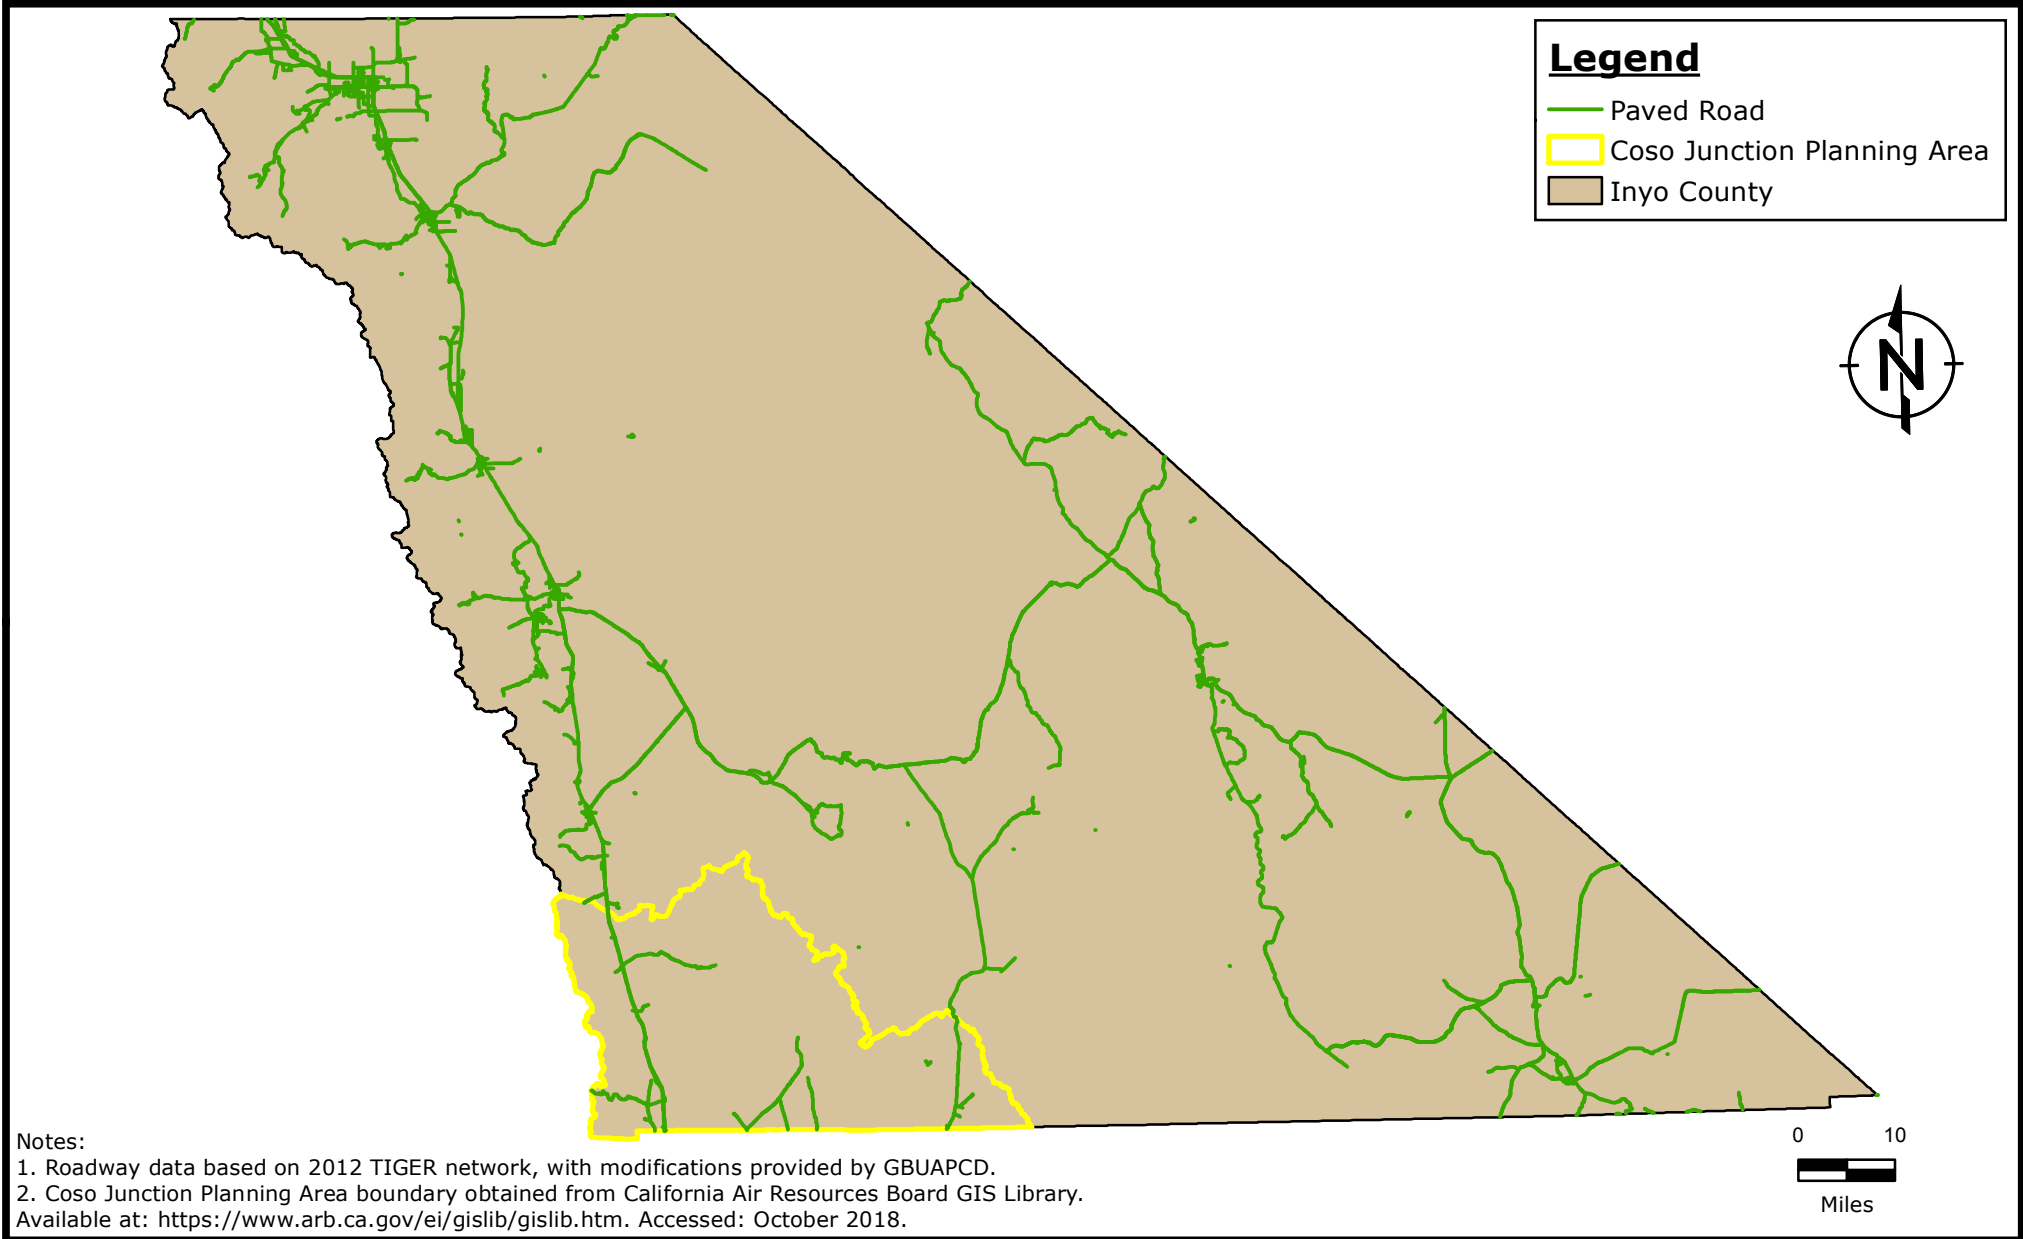 Legend
Paved Road
Coso Junction Planning Area
Inyo County
N
0 10
Miles
Notes:
1. Roadway data based on 2012 TIGER network, with modifications provided by GBUAPCD.
2. Coso Junction Planning Area boundary obtained from California Air Resources Board GIS Library.
Available at: https://www.arb.ca.gov/ei/gislib/gislib.htm. Accessed: October 2018.